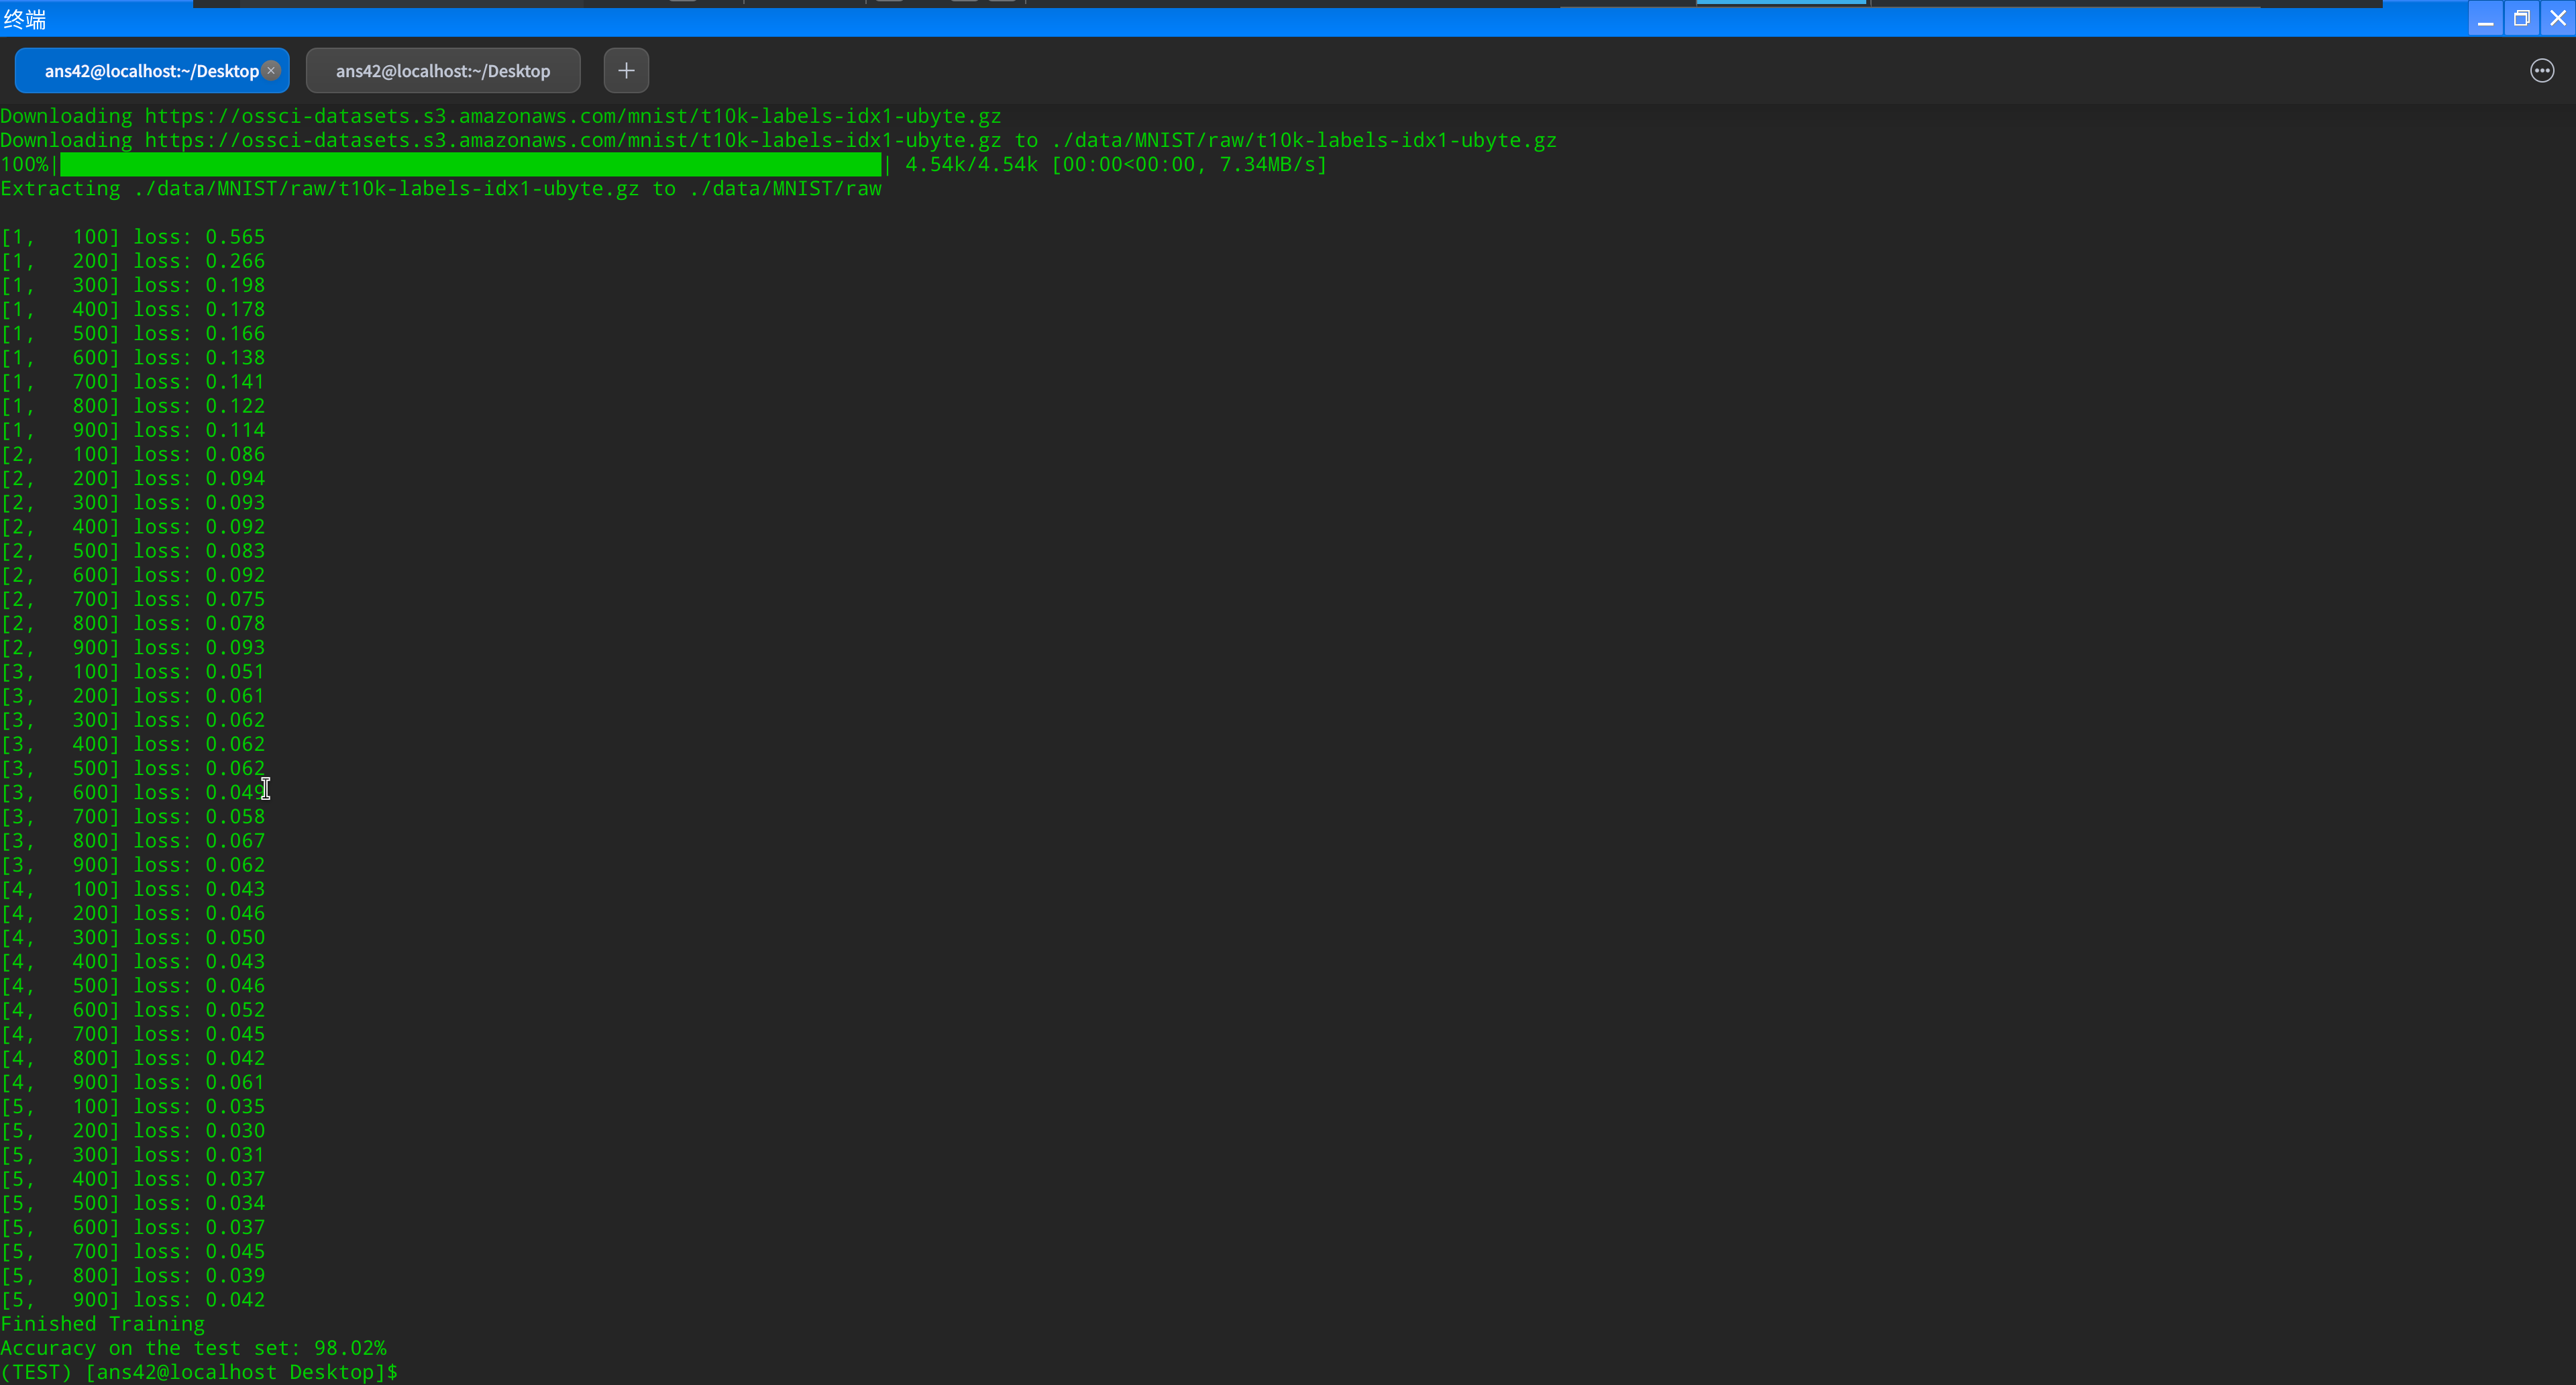 终端
ans42@localhost:~/Desktop
ans42@localhost:~/Desktop
Downloading https://ossci-datasets.s3.amazonaws.com/mnist/t10k-labels-idx1-ubyte.gz
Downloading https://ossci-datasets.s3.amazonaws.com/mnist/t10k-labels-idx1-ubyte.gz to ./data/MNIST/raw/t10k-labels-idx1-ubyte.gz
100%| | 4.54k/4.54k [00:00<00:00, 7.34MB/s]
Extracting ./data/MNIST/raw/t10k-labels-idx1-ubyte.gz to ./data/MNIST/raw
[1,   100] loss: 0.565
[1,   200] loss: 0.266
[1,   300] loss: 0.198
[1,   400] loss: 0.178
[1,   500] loss: 0.166
[1,   600] loss: 0.138
[1,   700] loss: 0.141
[1,   800] loss: 0.122
[1,   900] loss: 0.114
[2,   100] loss: 0.086
[2,   200] loss: 0.094
[2,   300] loss: 0.093
[2,   400] loss: 0.092
[2,   500] loss: 0.083
[2,   600] loss: 0.092
[2,   700] loss: 0.075
[2,   800] loss: 0.078
[2,   900] loss: 0.093
[3,   100] loss: 0.051
[3,   200] loss: 0.061
[3,   300] loss: 0.062
[3,   400] loss: 0.062
[3,   500] loss: 0.062
[3,   600] loss: 0.049
[3,   700] loss: 0.058
[3,   800] loss: 0.067
[3,   900] loss: 0.062
[4,   100] loss: 0.043
[4,   200] loss: 0.046
[4,   300] loss: 0.050
[4,   400] loss: 0.043
[4,   500] loss: 0.046
[4,   600] loss: 0.052
[4,   700] loss: 0.045
[4,   800] loss: 0.042
[4,   900] loss: 0.061
[5,   100] loss: 0.035
[5,   200] loss: 0.030
[5,   300] loss: 0.031
[5,   400] loss: 0.037
[5,   500] loss: 0.034
[5,   600] loss: 0.037
[5,   700] loss: 0.045
[5,   800] loss: 0.039
[5,   900] loss: 0.042
Finished Training
Accuracy on the test set: 98.02%
(TEST) [ans42@localhost Desktop]$